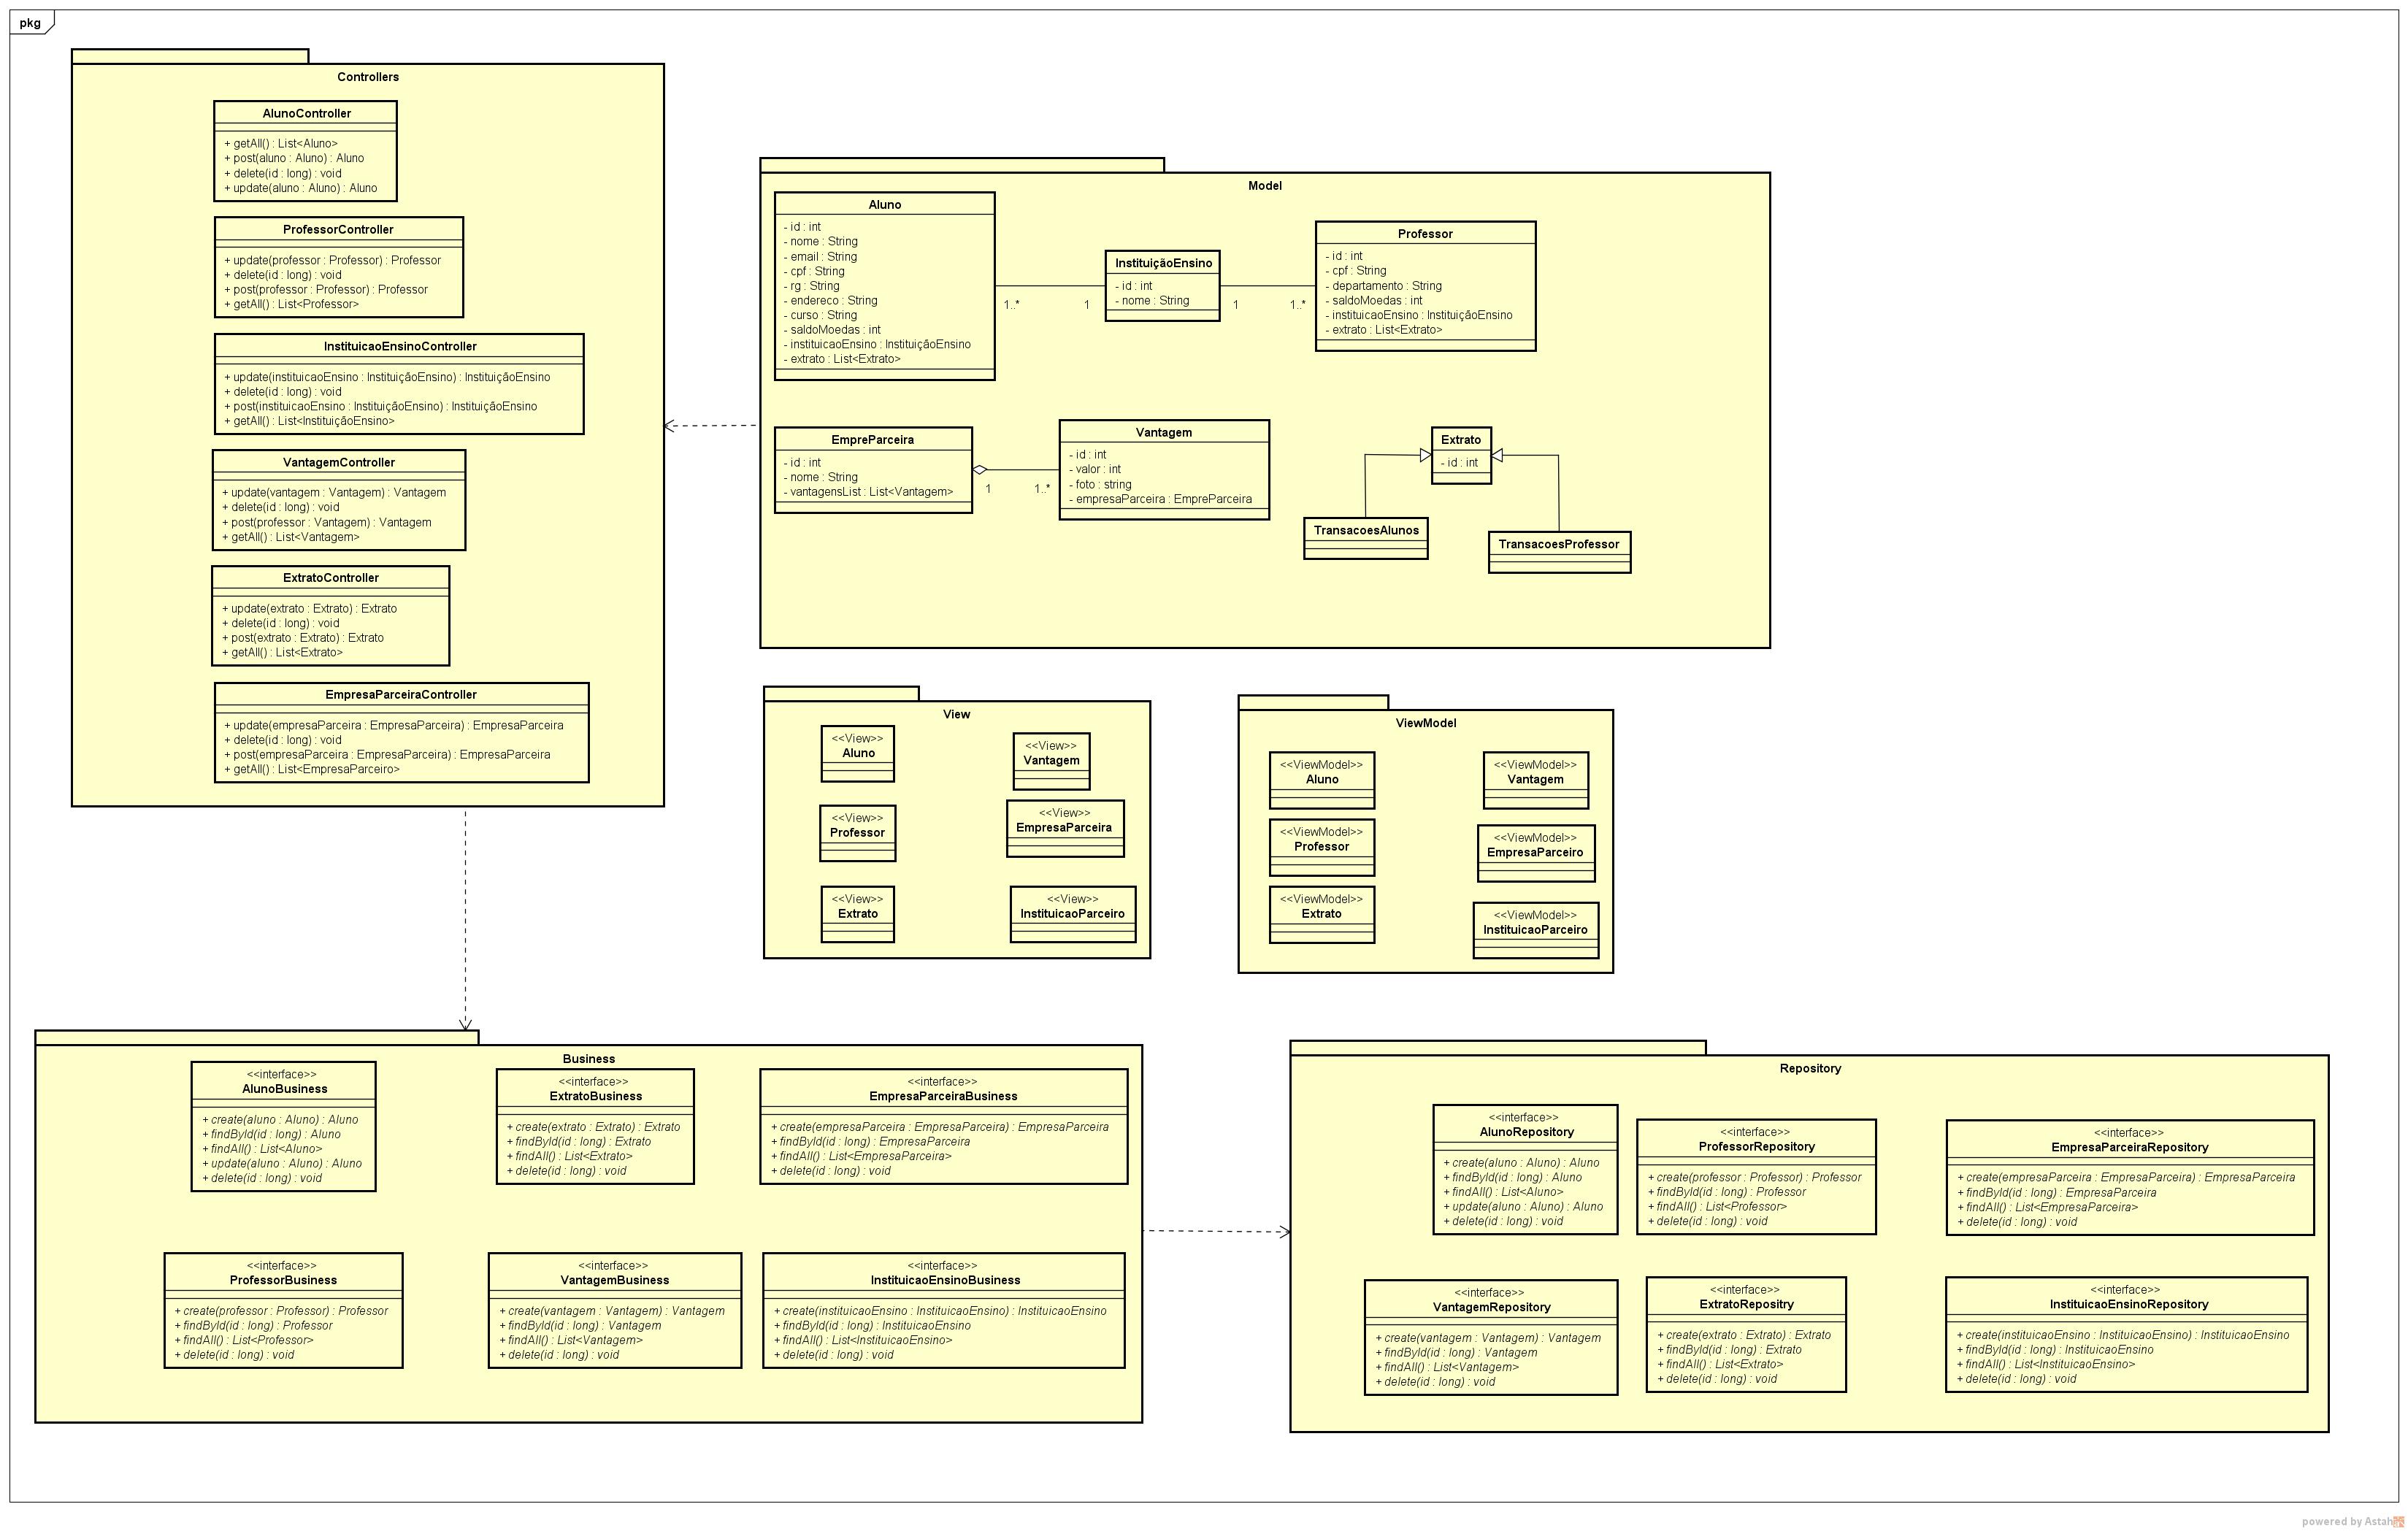 pkg
Controllers
AlunoController
+ getAll() : List<Aluno>
+ post(aluno : Aluno) : Aluno
+ delete(id : long) : void
+ update(aluno : Aluno) : Aluno
ProfessorController
+ update(professor : Professor) : Professor
+ delete(id : long) : void
+ post(professor : Professor) : Professor
+ getAll() : List<Professor>
InstituicaoEnsinoController
+ update(instituicaoEnsino : InstituiçãoEnsino) : InstituiçãoEnsino
+ delete(id : long) : void
+ post(instituicaoEnsino : InstituiçãoEnsino) : InstituiçãoEnsino
+ getAll() : List<InstituiçãoEnsino>
VantagemController
+ update(vantagem : Vantagem) : Vantagem
+ delete(id : long) : void
+ post(professor : Vantagem) : Vantagem
+ getAll() : List<Vantagem>
ExtratoController
+ update(extrato : Extrato) : Extrato
+ delete(id : long) : void
+ post(extrato : Extrato) : Extrato
+ getAll() : List<Extrato>
EmpresaParceiraController
+ update(empresaParceira : EmpresaParceira) : EmpresaParceira
+ delete(id : long) : void
+ post(empresaParceira : EmpresaParceira) : EmpresaParceira
+ getAll() : List<EmpresaParceiro>
Model
Aluno
- id : int
- nome : String
- email : String
- cpf : String
- rg : String
- endereco : String
- curso : String
- saldoMoedas : int
- instituicaoEnsino : InstituiçãoEnsino
- extrato : List<Extrato>
1..*
1
InstituiçãoEnsino
- id : int
- nome : String
1
1..*
Professor
- id : int
- cpf : String
- departamento : String
- saldoMoedas : int
- instituicaoEnsino : InstituiçãoEnsino
- extrato : List<Extrato>
EmpreParceira
- id : int
- nome : String
- vantagensList : List<Vantagem>
1
1..*
Vantagem
- id : int
- valor : int
- foto : string
- empresaParceira : EmpreParceira
Extrato
- id : int
TransacoesAlunos
TransacoesProfessor
View
<<View>>
Aluno
<<View>>
Vantagem
<<View>>
Professor
<<View>>
EmpresaParceira
<<View>>
Extrato
<<View>>
InstituicaoParceiro
ViewModel
<<ViewModel>>
Aluno
<<ViewModel>>
Vantagem
<<ViewModel>>
Professor
<<ViewModel>>
EmpresaParceiro
<<ViewModel>>
Extrato
<<ViewModel>>
InstituicaoParceiro
Business
<<interface>>
AlunoBusiness
+ create(aluno : Aluno) : Aluno
+ findById(id : long) : Aluno
+ findAll() : List<Aluno>
+ update(aluno : Aluno) : Aluno
+ delete(id : long) : void
<<interface>>
ExtratoBusiness
+ create(extrato : Extrato) : Extrato
+ findById(id : long) : Extrato
+ findAll() : List<Extrato>
+ delete(id : long) : void
<<interface>>
EmpresaParceiraBusiness
+ create(empresaParceira : EmpresaParceira) : EmpresaParceira
+ findById(id : long) : EmpresaParceira
+ findAll() : List<EmpresaParceira>
+ delete(id : long) : void
<<interface>>
ProfessorBusiness
+ create(professor : Professor) : Professor
+ findById(id : long) : Professor
+ findAll() : List<Professor>
+ delete(id : long) : void
<<interface>>
VantagemBusiness
+ create(vantagem : Vantagem) : Vantagem
+ findById(id : long) : Vantagem
+ findAll() : List<Vantagem>
+ delete(id : long) : void
<<interface>>
InstituicaoEnsinoBusiness
+ create(instituicaoEnsino : InstituicaoEnsino) : InstituicaoEnsino
+ findById(id : long) : InstituicaoEnsino
+ findAll() : List<InstituicaoEnsino>
+ delete(id : long) : void
Repository
<<interface>>
AlunoRepository
+ create(aluno : Aluno) : Aluno
+ findById(id : long) : Aluno
+ findAll() : List<Aluno>
+ update(aluno : Aluno) : Aluno
+ delete(id : long) : void
<<interface>>
ProfessorRepository
+ create(professor : Professor) : Professor
+ findById(id : long) : Professor
+ findAll() : List<Professor>
+ delete(id : long) : void
<<interface>>
EmpresaParceiraRepository
+ create(empresaParceira : EmpresaParceira) : EmpresaParceira
+ findById(id : long) : EmpresaParceira
+ findAll() : List<EmpresaParceira>
+ delete(id : long) : void
<<interface>>
VantagemRepository
+ create(vantagem : Vantagem) : Vantagem
+ findById(id : long) : Vantagem
+ findAll() : List<Vantagem>
+ delete(id : long) : void
<<interface>>
ExtratoRepositry
+ create(extrato : Extrato) : Extrato
+ findById(id : long) : Extrato
+ findAll() : List<Extrato>
+ delete(id : long) : void
<<interface>>
InstituicaoEnsinoRepository
+ create(instituicaoEnsino : InstituicaoEnsino) : InstituicaoEnsino
+ findById(id : long) : InstituicaoEnsino
+ findAll() : List<InstituicaoEnsino>
+ delete(id : long) : void
powered by Astah